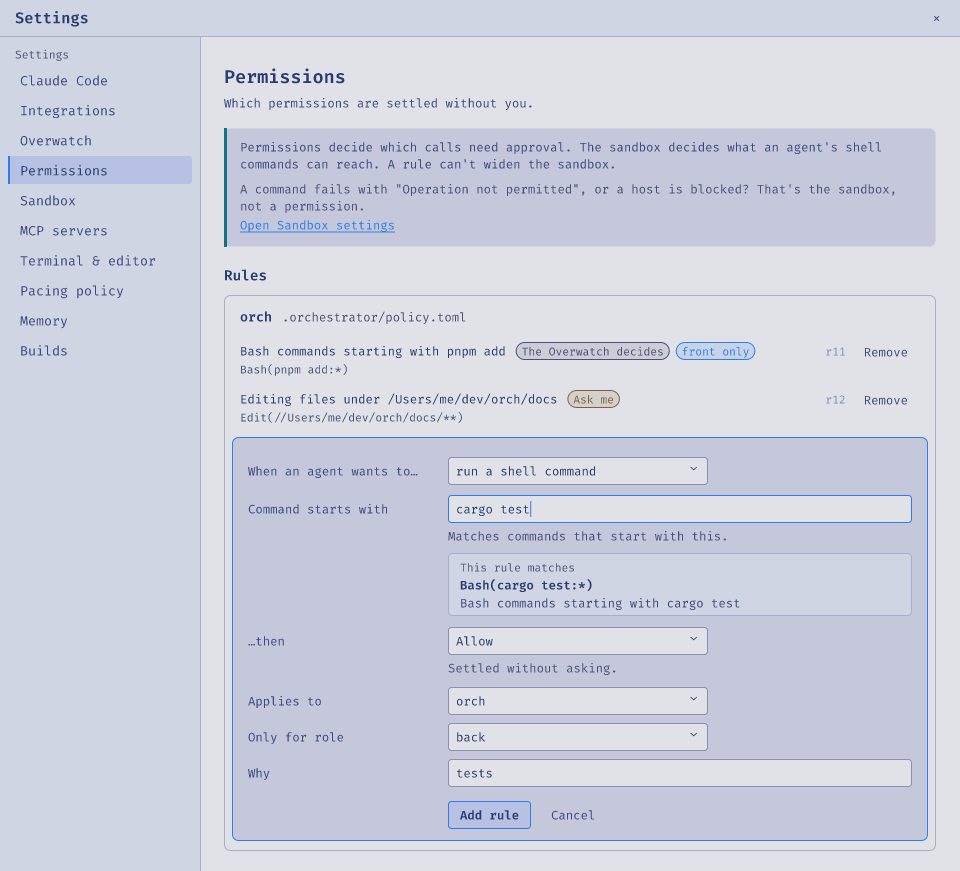 Settings
×
Settings
Claude Code
Integrations
Overwatch
Permissions
Sandbox
MCP servers
Terminal & editor
Pacing policy
Memory
Builds
Permissions
Which permissions are settled without you.
Permissions decide which calls need approval. The sandbox decides what an agent's shell
commands can reach. A rule can't widen the sandbox.
A command fails with "Operation not permitted", or a host is blocked? That's the sandbox,
not a permission.
Open Sandbox settings
Rules
orch .orchestrator/policy.toml
Bash commands starting with pnpm add The Overwatch decides front only r11 Remove
Bash(pnpm add:*)
Editing files under /Users/me/dev/orch/docs Ask me r12 Remove
Edit(//Users/me/dev/orch/docs/**)
When an agent wants to… run a shell command
Command starts with cargo test
Matches commands that start with this.
This rule matches
Bash(cargo test:*)
Bash commands starting with cargo test
…then Allow
Settled without asking.
Applies to orch
Only for role back
Why tests
Add rule Cancel